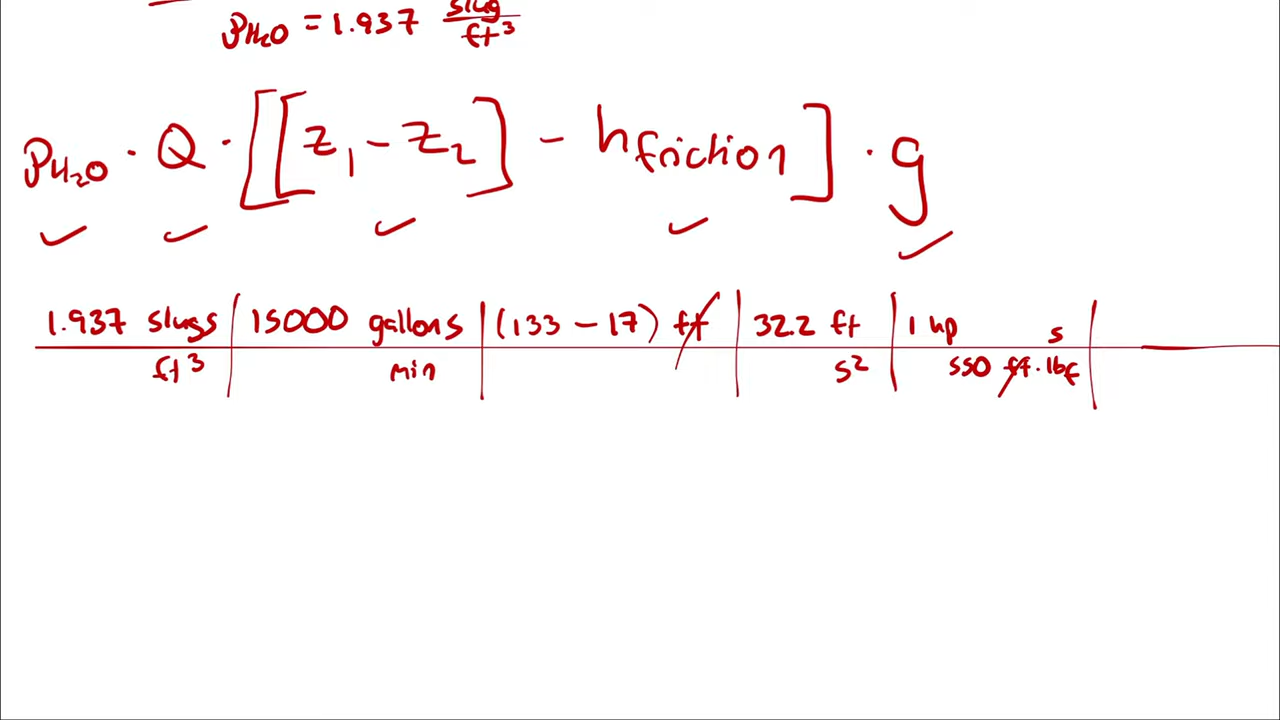 ρH₂O = 1.937 slug/ft³
ρH₂O · Q · [[z₁ − z₂] − hfriction] · g
1.937 slugs | 15000 gallons | (133 − 17) ft | 32.2 ft | 1 hp s |
ft³ min s² 550 ft·lbf